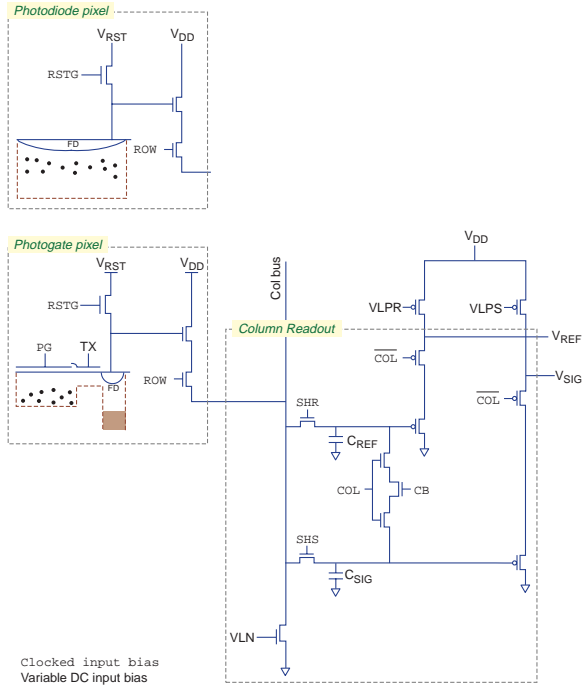 Photodiode pixel
VRST
VDD
RSTG
FD
ROW
Photogate pixel
VRST
VDD
RSTG
PG
TX
ROW
FD
Col bus
VDD
VLPR
VLPS
Column Readout
VREF
COL
VSIG
COL
SHR
CREF
COL
CB
SHS
CSIG
VLN
Clocked input bias
Variable DC input bias